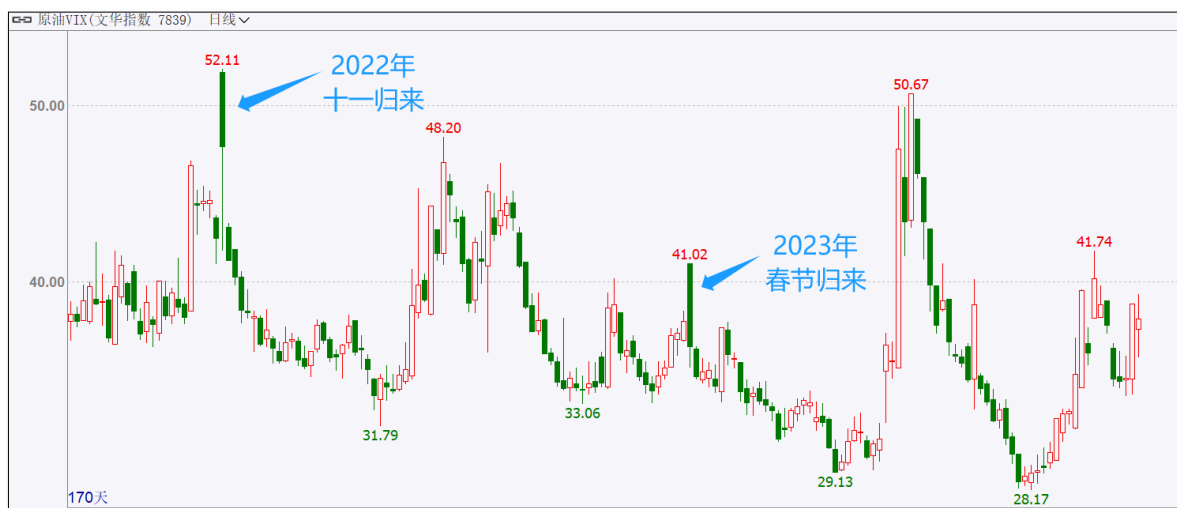 原油VIX(文华指数 7839) 日线
52.11
2022年
十一归来
50.00
50.67
48.20
2023年
春节归来
41.02
41.74
40.00
31.79
33.06
29.13
28.17
170天